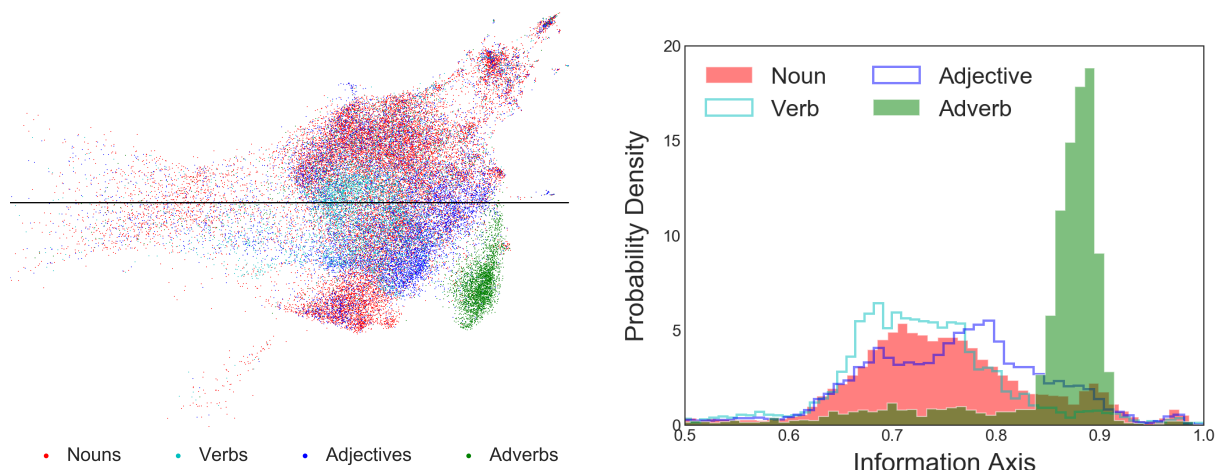 Nouns Verbs Adjectives Adverbs
Noun Adjective
Verb Adverb
Probability Density
20
15
10
5
0
0.5 0.6 0.7 0.8 0.9 1.0
Information Axis